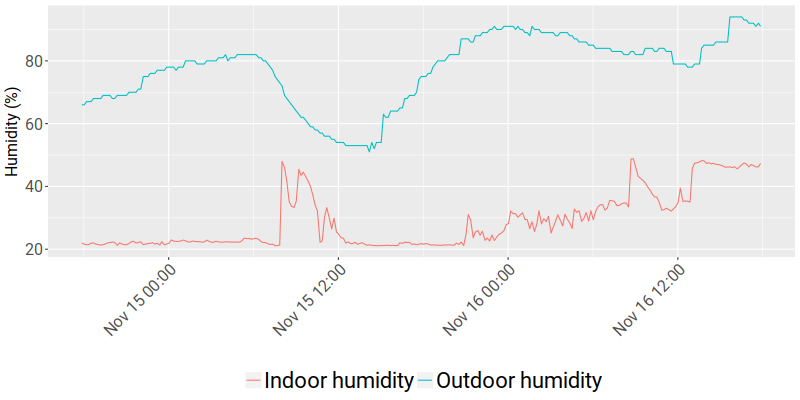 Humidity (%)
80
60
40
20
Nov 15 00:00
Nov 15 12:00
Nov 16 00:00
Nov 16 12:00
Indoor humidity
Outdoor humidity